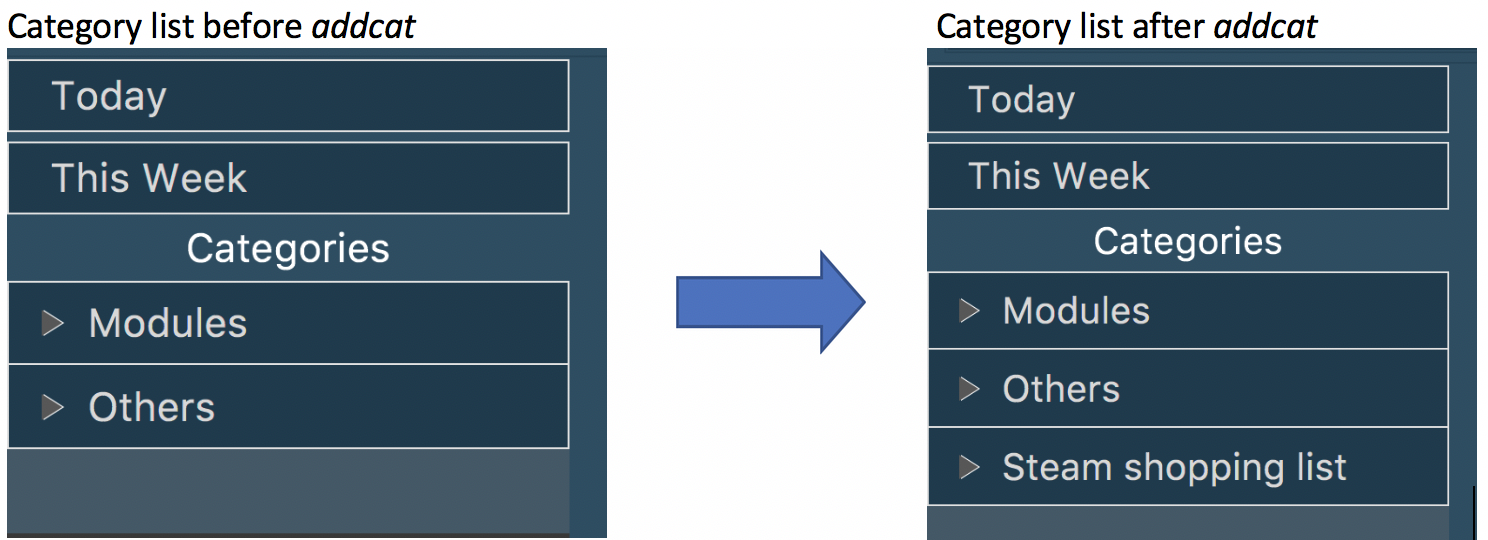 Category list before addcat
Today
This Week
Categories
Modules
Others
Category list after addcat
Today
This Week
Categories
Modules
Others
Steam shopping list